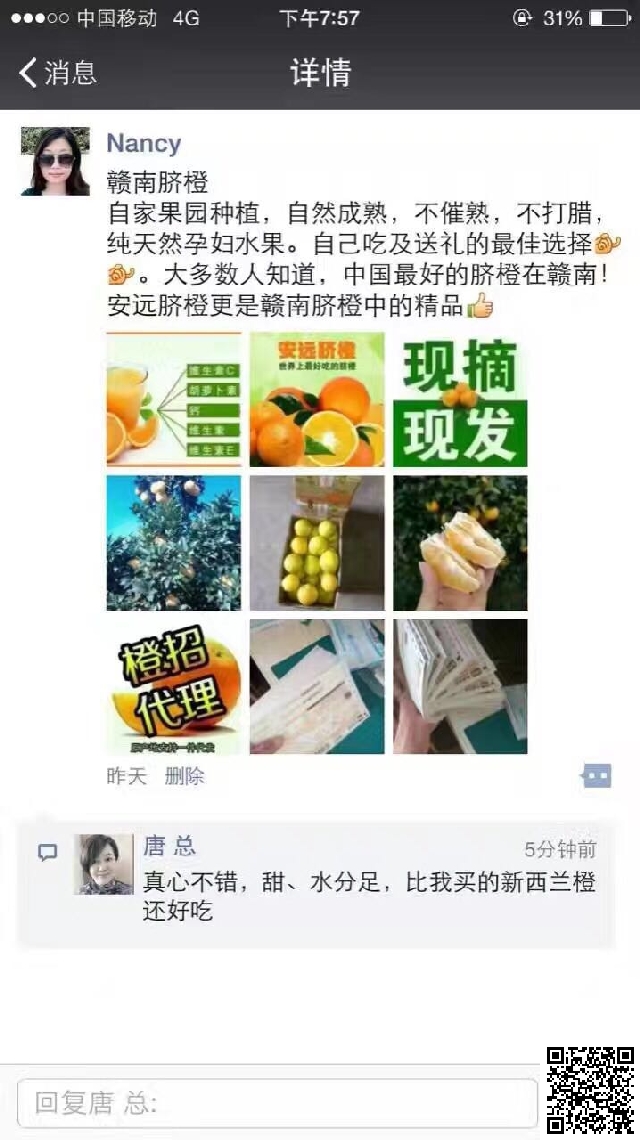 中国移动 4G 下午7:57 31%
消息 详情
Nancy
赣南脐橙
自家果园种植，自然成熟，不催熟，不打腊，
纯天然孕妇水果。自己吃及送礼的最佳选择
。大多数人知道，中国最好的脐橙在赣南！
安远脐橙更是赣南脐橙中的精品
维生素C
胡萝卜素
钙
维生素
维生素E
安远脐橙
世界上最好吃的脐橙
现摘
现发
橙招
代理
原产地支持一件代发
昨天 删除
唐 总 5分钟前
真心不错，甜、水分足，比我买的新西兰橙
还好吃
回复唐 总: